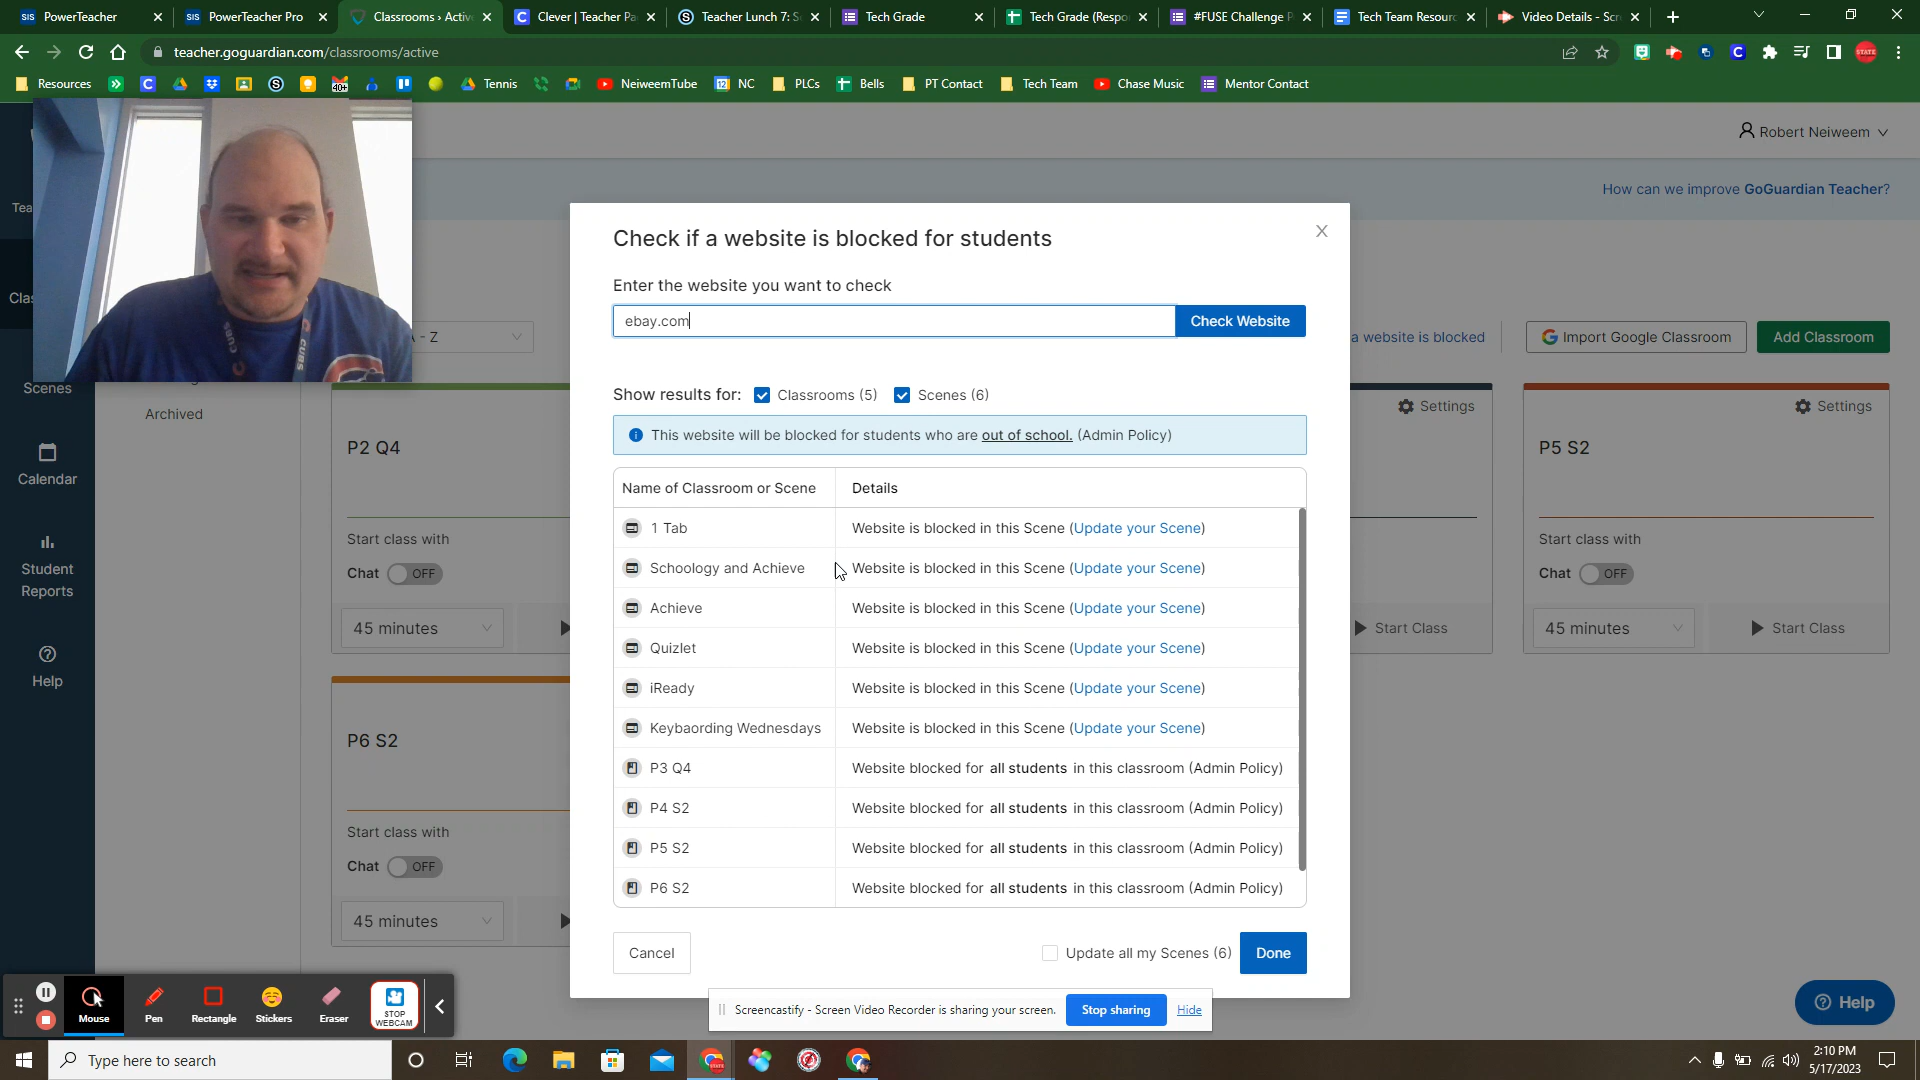 SIS PowerTeacher
SIS PowerTeacher Pro
Classrooms › Activ
Clever | Teacher Pa
Teacher Lunch 7: S
Tech Grade
Tech Grade (Respo
#FUSE Challenge P
Tech Team Resourc
Video Details - Scr
teacher.goguardian.com/classrooms/active
STATE
Resources
40+
Tennis
NeiweemTube
12 NC
PLCs
Bells
PT Contact
Tech Team
Chase Music
Mentor Contact
Robert Neiweem
How can we improve GoGuardian Teacher?
Tea
Clas
Scenes
Calendar
Student
Reports
Help
- Z
Archived
a website is blocked
Import Google Classroom
Add Classroom
CUBS
CUBS
Check if a website is blocked for students
Enter the website you want to check
ebay.com
Check Website
Show results for: Classrooms (5) Scenes (6)
This website will be blocked for students who are out of school. (Admin Policy)
Name of Classroom or Scene Details
1 Tab Website is blocked in this Scene (Update your Scene)
Schoology and Achieve Website is blocked in this Scene (Update your Scene)
Achieve Website is blocked in this Scene (Update your Scene)
Quizlet Website is blocked in this Scene (Update your Scene)
iReady Website is blocked in this Scene (Update your Scene)
Keybaording Wednesdays Website is blocked in this Scene (Update your Scene)
P3 Q4 Website blocked for all students in this classroom (Admin Policy)
P4 S2 Website blocked for all students in this classroom (Admin Policy)
P5 S2 Website blocked for all students in this classroom (Admin Policy)
P6 S2 Website blocked for all students in this classroom (Admin Policy)
Cancel
Update all my Scenes (6)
Done
P2 Q4
Start class with
Chat OFF
45 minutes
P6 S2
Start class with
Chat OFF
45 minutes
Settings
Start Class
Settings
P5 S2
Start class with
Chat OFF
45 minutes
Start Class
Help
Mouse
Pen
Rectangle
Stickers
Eraser
STOP
WEBCAM
Screencastify - Screen Video Recorder is sharing your screen.
Stop sharing
Hide
Type here to search
2:10 PM
5/17/2023